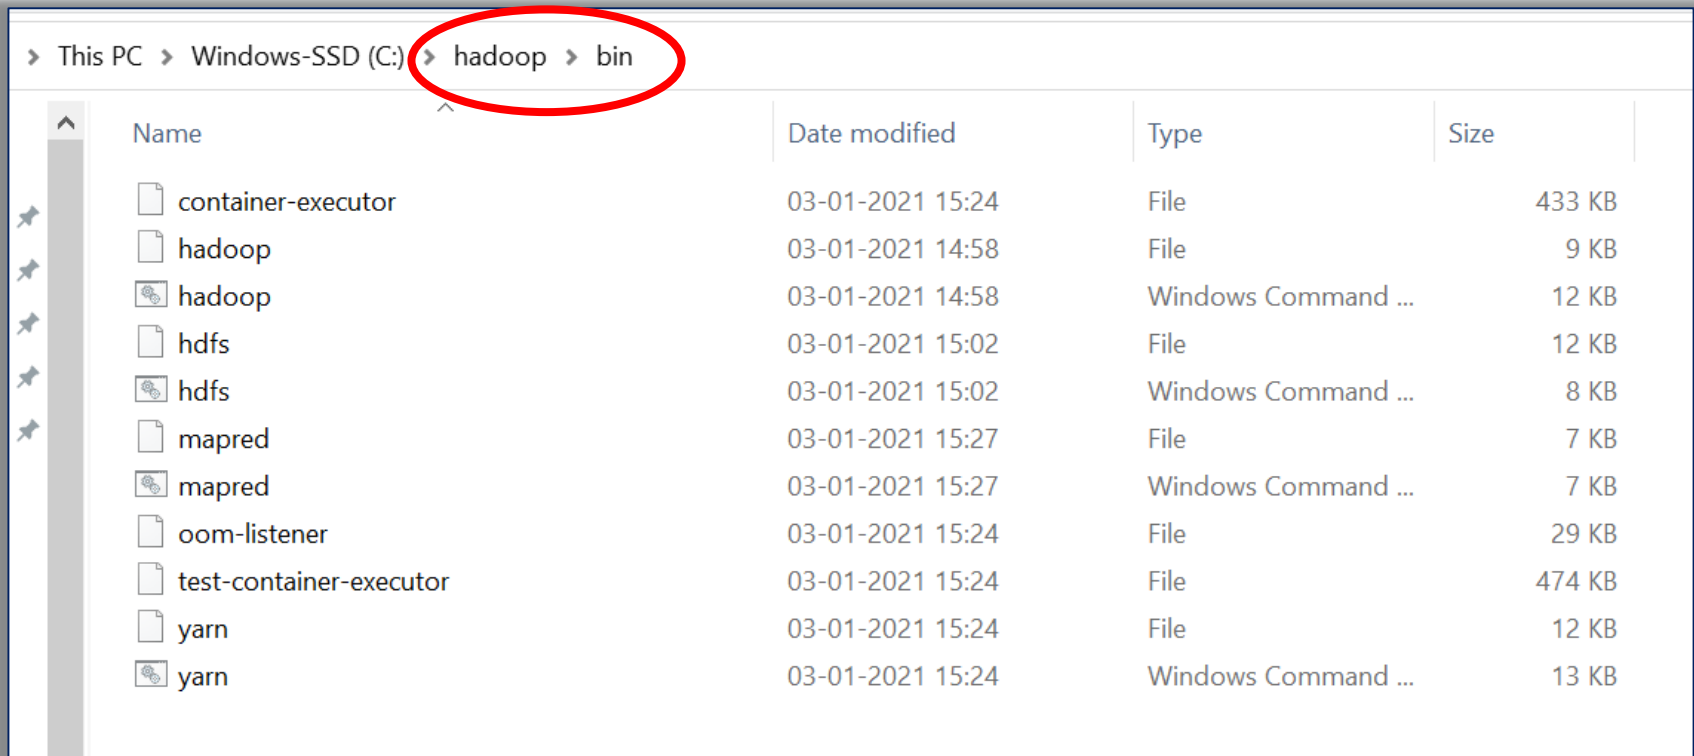 This PC Windows-SSD (C:) hadoop bin
Name Date modified Type Size
container-executor 03-01-2021 15:24 File 433 KB
hadoop 03-01-2021 14:58 File 9 KB
hadoop 03-01-2021 14:58 Windows Command ... 12 KB
hdfs 03-01-2021 15:02 File 12 KB
hdfs 03-01-2021 15:02 Windows Command ... 8 KB
mapred 03-01-2021 15:27 File 7 KB
mapred 03-01-2021 15:27 Windows Command ... 7 KB
oom-listener 03-01-2021 15:24 File 29 KB
test-container-executor 03-01-2021 15:24 File 474 KB
yarn 03-01-2021 15:24 File 12 KB
yarn 03-01-2021 15:24 Windows Command ... 13 KB